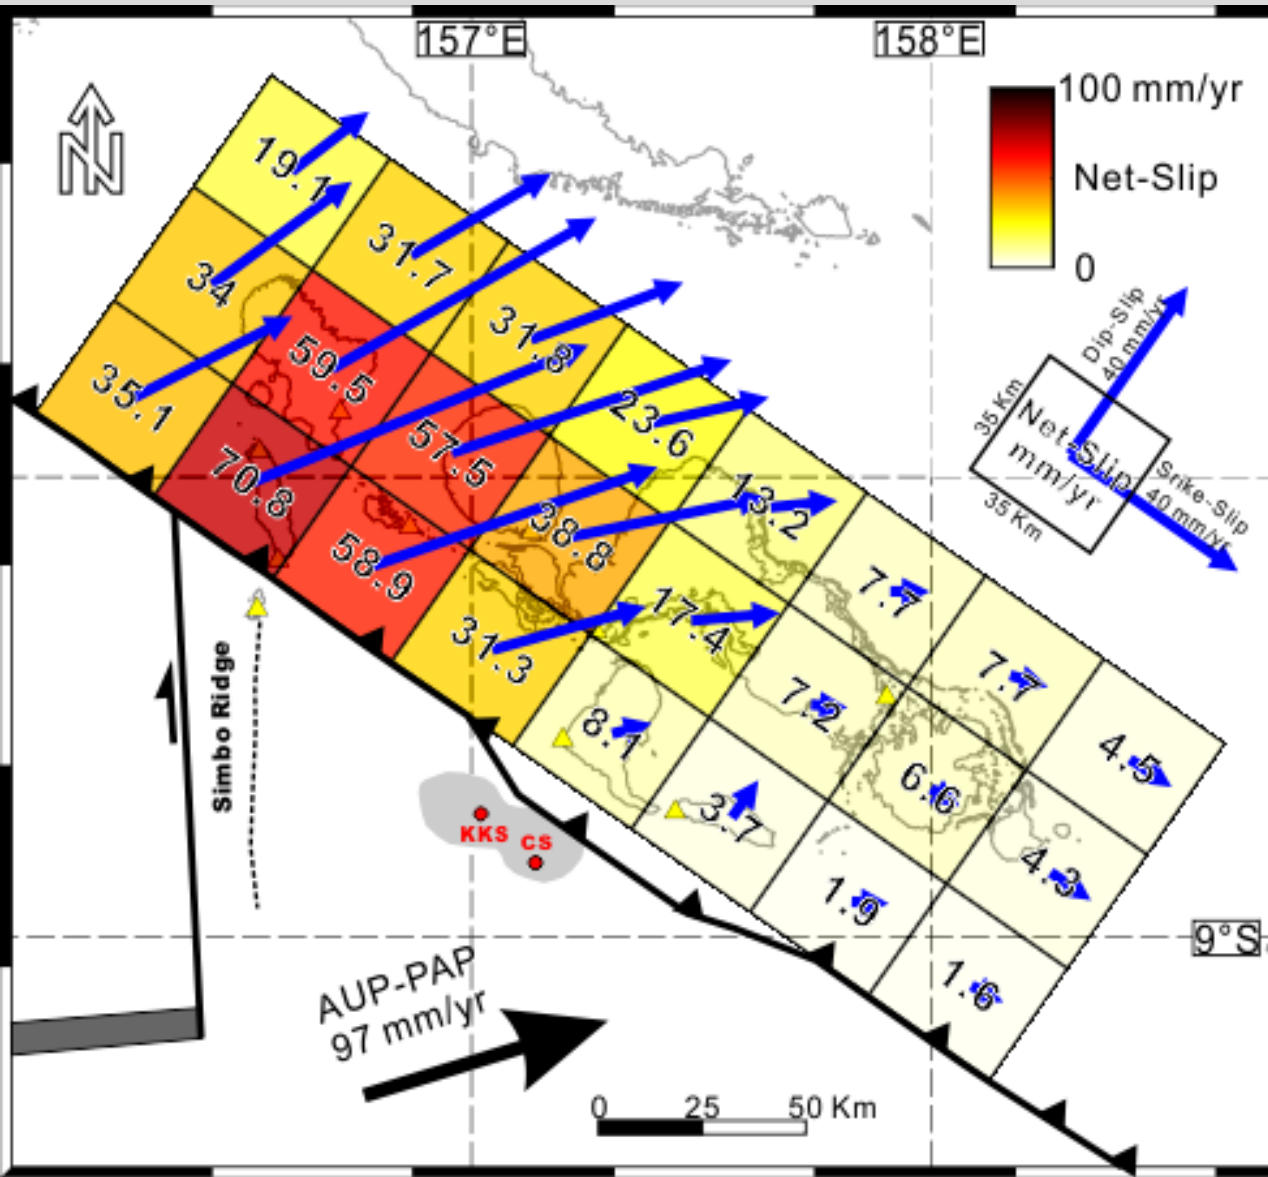 157°E
158°E
N
100 mm/yr
Net-Slip
0
19.1
31.7
34
31.8
59.5
35.1
23.6
57.5
70.8
13.2
38.8
58.9
7.7
17.4
31.3
7.7
7.2
8.1
4.5
6.6
3.7
4.3
1.9
1.6
Dip-Slip
40 mm/yr
35 Km
Net-Slip
mm/yr
35 Km
Srike-Slip
40 mm/yr
Simbo Ridge
KKS
CS
9°S
AUP-PAP
97 mm/yr
0 25 50 Km